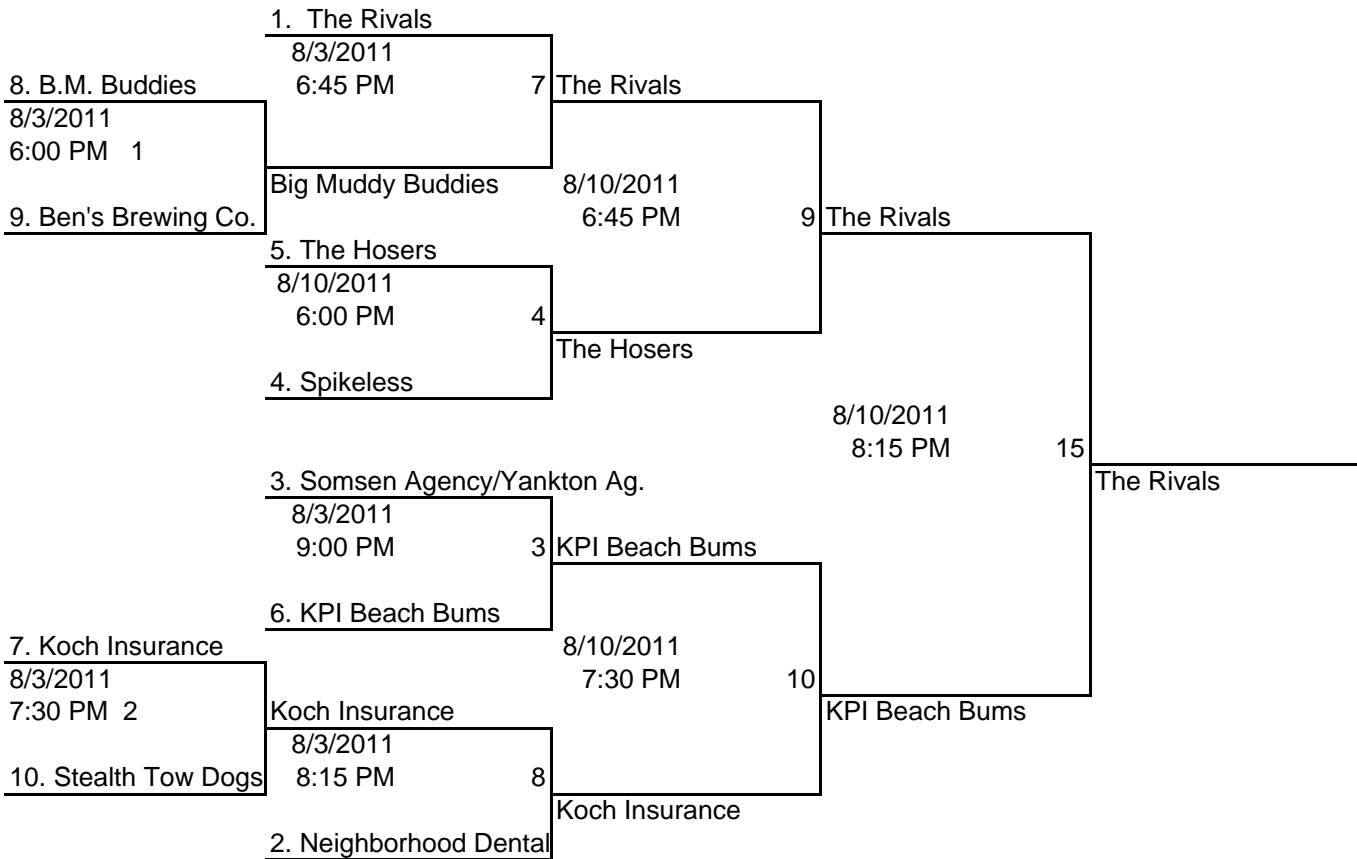 1.  The Rivals
8/3/2011
8. B.M. Buddies 6:45 PM 7 The Rivals
8/3/2011
6:00 PM 1
Big Muddy Buddies 8/10/2011
9. Ben's Brewing Co. 6:45 PM 9 The Rivals
5. The Hosers
8/10/2011
6:00 PM 4
The Hosers
4. Spikeless
8/10/2011
8:15 PM 15
3. Somsen Agency/Yankton Ag. The Rivals
8/3/2011
9:00 PM 3 KPI Beach Bums
6. KPI Beach Bums
7. Koch Insurance 8/10/2011
8/3/2011 7:30 PM 10
7:30 PM 2 Koch Insurance KPI Beach Bums
8/3/2011
10. Stealth Tow Dogs 8:15 PM 8
Koch Insurance
2. Neighborhood Dental